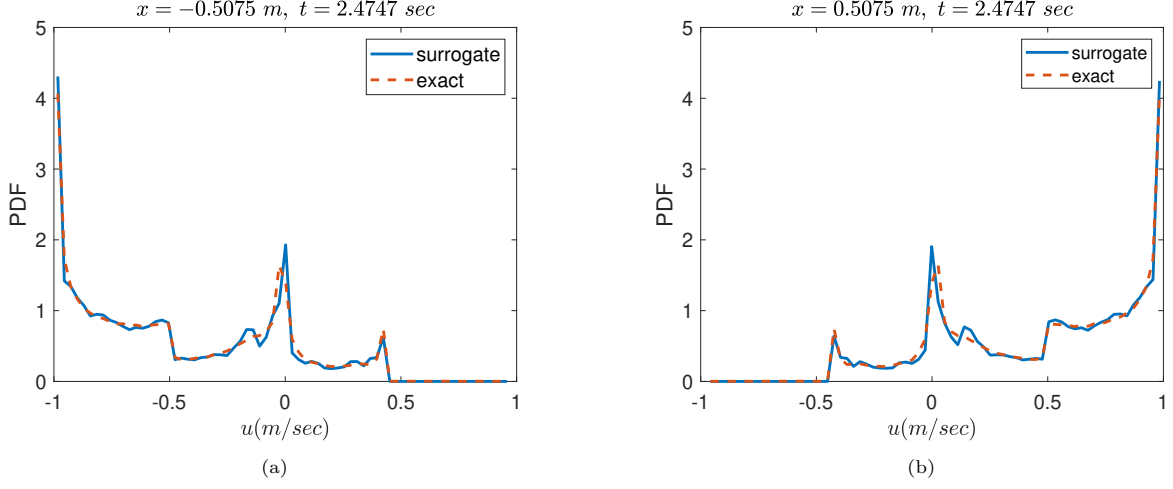 x = −0.5075 m, t = 2.4747 sec
5
4
3
2
1
0
PDF
surrogate
exact
-1
-0.5
0
0.5
1
u(m/sec)
(a)
x = 0.5075 m, t = 2.4747 sec
5
4
3
2
1
0
PDF
surrogate
exact
-1
-0.5
0
0.5
1
u(m/sec)
(b)